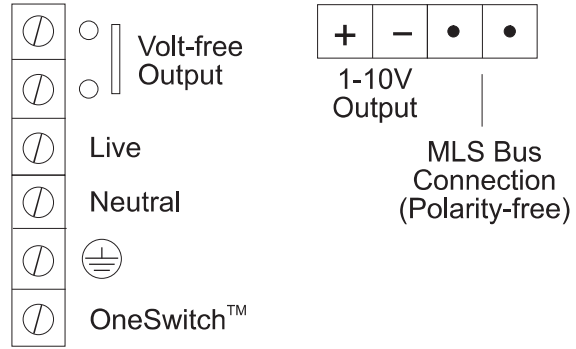 Volt-free
Output
Live
Neutral
OneSwitch™
+ −
1-10V
Output
MLS Bus
Connection
(Polarity-free)